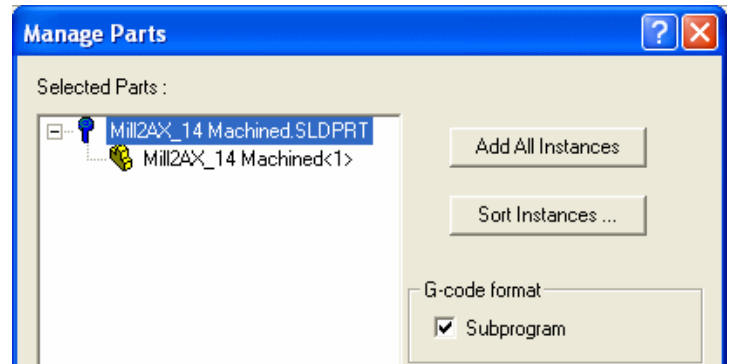 Manage Parts
Selected Parts :
Mill2AX_14 Machined.SLDPRT
Mill2AX_14 Machined<1>
Add All Instances
Sort Instances ...
G-code format
Subprogram